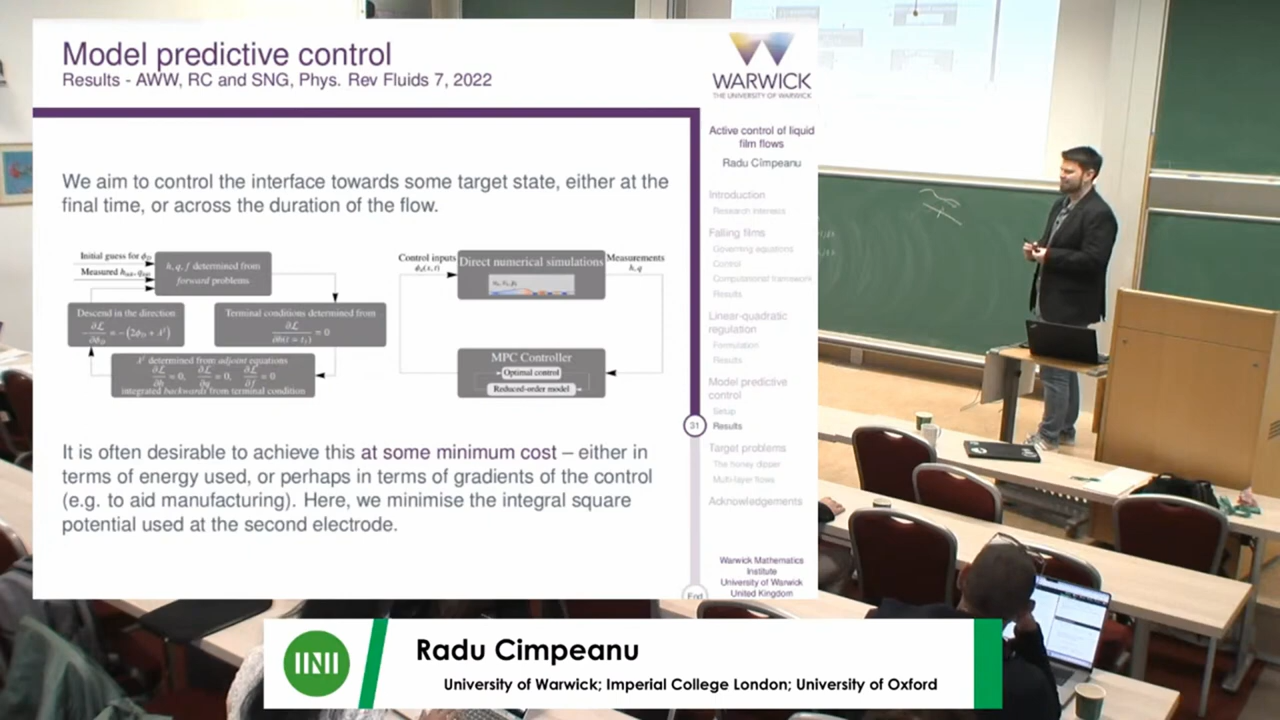 Model predictive control
Results - AWW, RC and SNG, Phys. Rev Fluids 7, 2022
WARWICK
THE UNIVERSITY OF WARWICK
Active control of liquid
film flows
Radu Cîmpeanu
Introduction
Research interests
Falling films
Governing equations
Control
Computational framework
Results
Linear-quadratic
regulation
Formulation
Results
Model predictive
control
Setup
Results
Target problems
The honey dipper
Multi-layer flows
Acknowledgements
31
End
Warwick Mathematics
Institute
University of Warwick
United Kingdom
We aim to control the interface towards some target state, either at the
final time, or across the duration of the flow.
Initial guess for ϕ
Measured
h, q, f determined from
forward problems
Descend in the direction
Terminal conditions determined from
determined from adjoint equations
integrated backwards from terminal condition
Control inputs
Direct numerical simulations
Measurements
h, q
MPC Controller
Optimal control
Reduced-order model
It is often desirable to achieve this at some minimum cost – either in
terms of energy used, or perhaps in terms of gradients of the control
(e.g. to aid manufacturing). Here, we minimise the integral square
potential used at the second electrode.
Radu Cimpeanu
University of Warwick; Imperial College London; University of Oxford